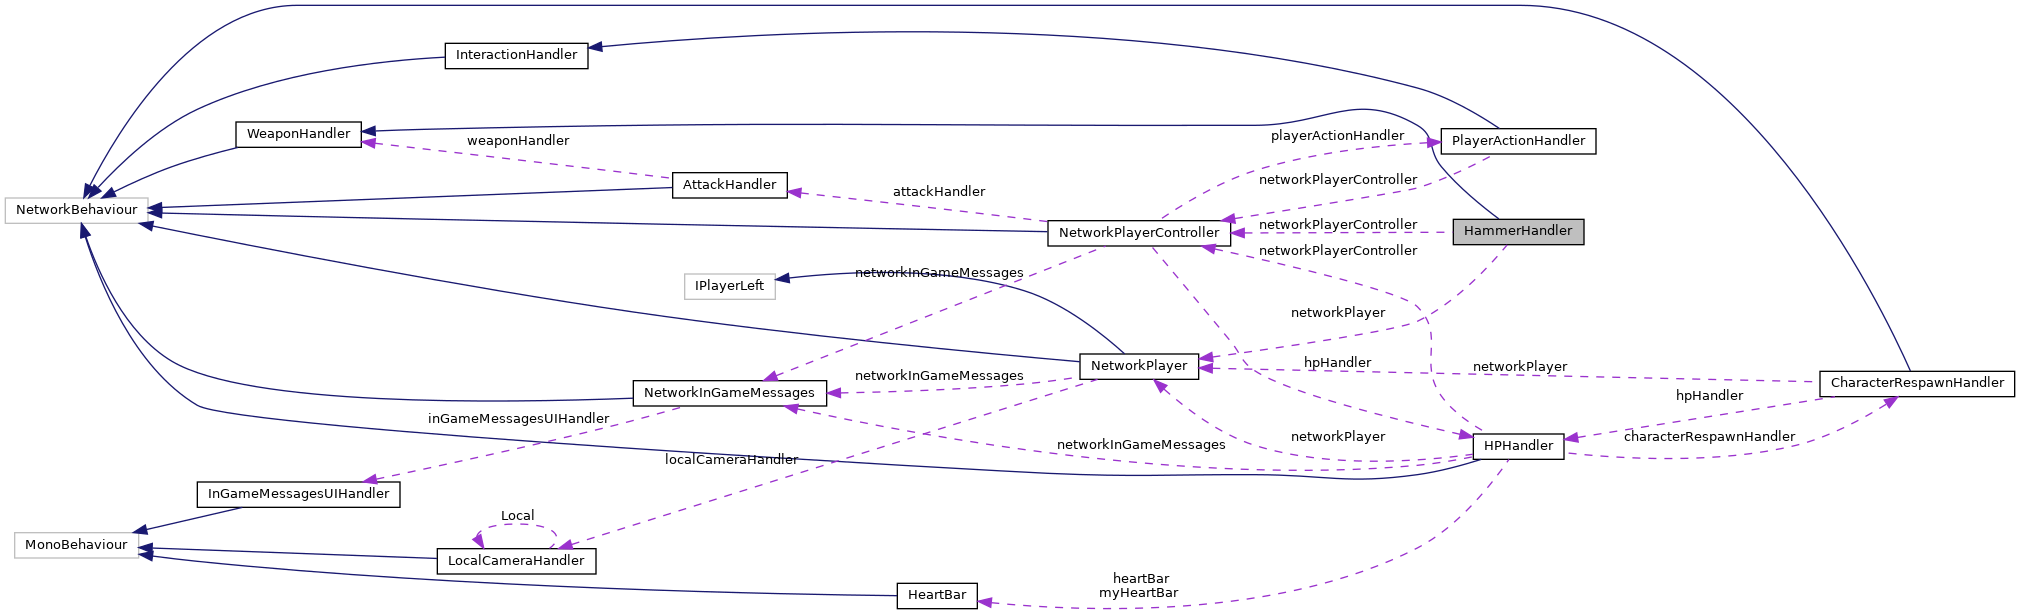 InteractionHandler
WeaponHandler
weaponHandler
playerActionHandler
PlayerActionHandler
AttackHandler
attackHandler
networkPlayerController
NetworkBehaviour
NetworkPlayerController
networkPlayerController
HammerHandler
networkPlayerController
networkInGameMessages
IPlayerLeft
networkPlayer
NetworkPlayer
hpHandler
networkPlayer
networkInGameMessages
CharacterRespawnHandler
NetworkInGameMessages
hpHandler
inGameMessagesUIHandler
networkInGameMessages
networkPlayer
HPHandler
characterRespawnHandler
localCameraHandler
InGameMessagesUIHandler
Local
MonoBehaviour
LocalCameraHandler
heartBar
myHeartBar
HeartBar